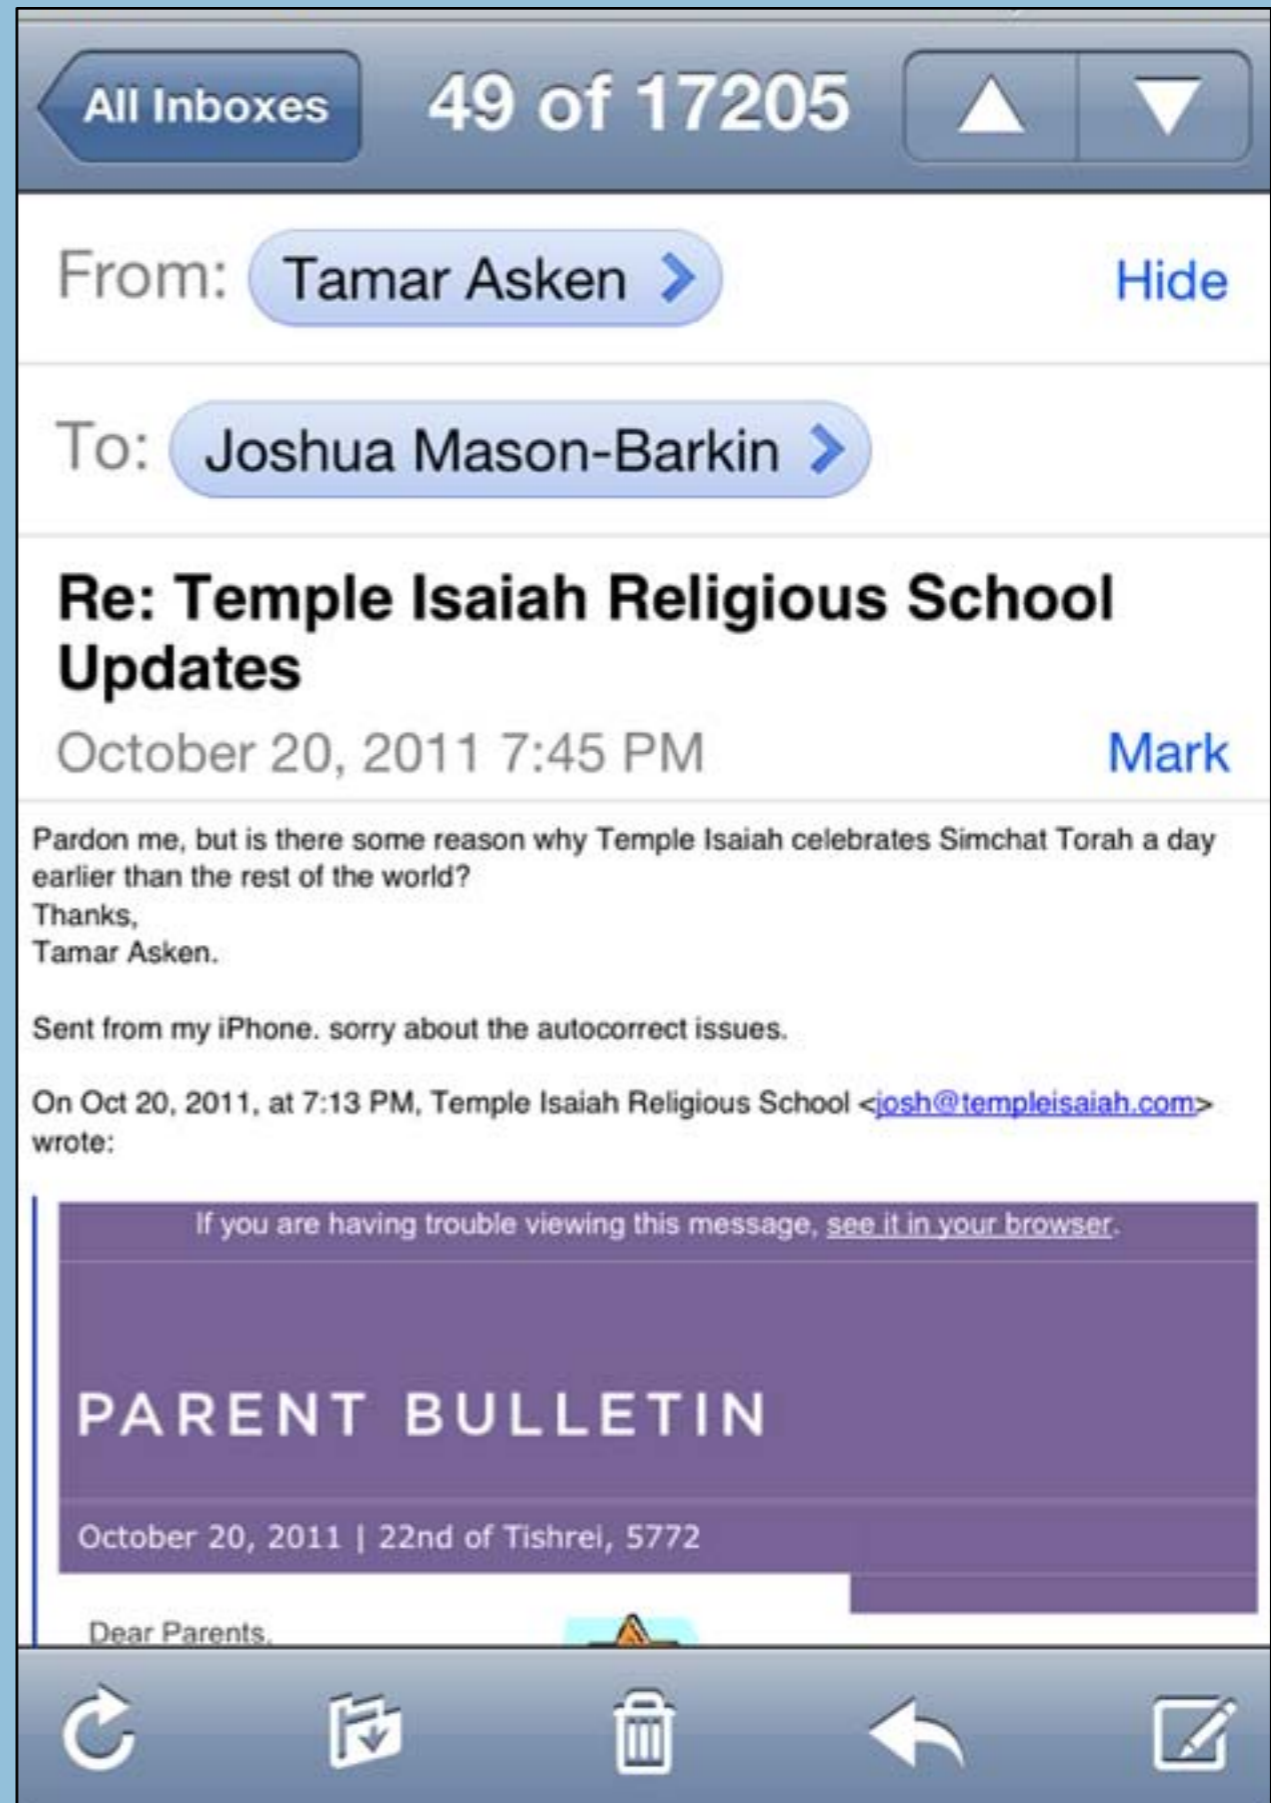 All Inboxes 49 of 17205
From: Tamar Asken Hide
To: Joshua Mason-Barkin
Re: Temple Isaiah Religious School
Updates
October 20, 2011 7:45 PM Mark
Pardon me, but is there some reason why Temple Isaiah celebrates Simchat Torah a day
earlier than the rest of the world?
Thanks,
Tamar Asken.
Sent from my iPhone. sorry about the autocorrect issues.
On Oct 20, 2011, at 7:13 PM, Temple Isaiah Religious School <josh@templeisaiah.com>
wrote:
If you are having trouble viewing this message, see it in your browser.
PARENT BULLETIN
October 20, 2011 | 22nd of Tishrei, 5772
Dear Parents,